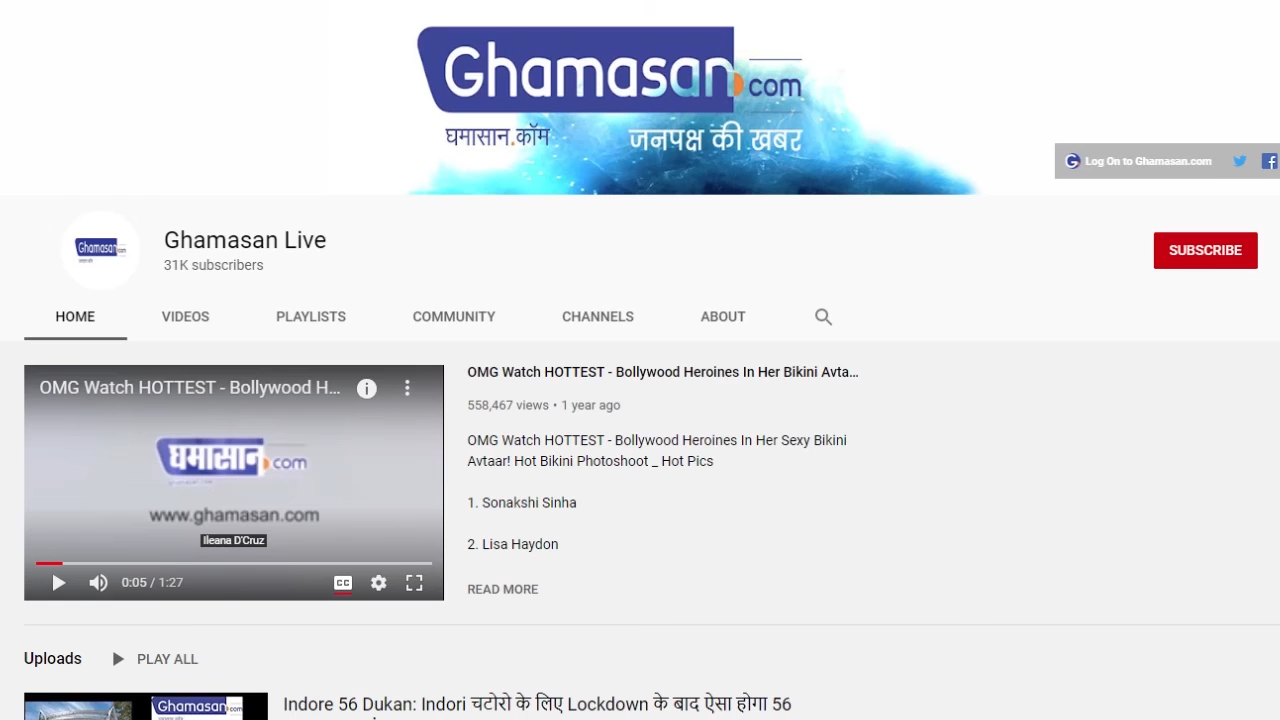 Ghamasan.com
घमासान.कॉम
जनपक्ष की खबर
Log On to Ghamasan.com
Ghamasan.com
Ghamasan Live
31K subscribers
SUBSCRIBE
HOME VIDEOS PLAYLISTS COMMUNITY CHANNELS ABOUT
OMG Watch HOTTEST - Bollywood H...
घमासान.com
www.ghamasan.com
Ileana D'Cruz
0:05 / 1:27
CC
OMG Watch HOTTEST - Bollywood Heroines In Her Bikini Avta...
558,467 views • 1 year ago
OMG Watch HOTTEST - Bollywood Heroines In Her Sexy Bikini
Avtaar! Hot Bikini Photoshoot _ Hot Pics
1. Sonakshi Sinha
2. Lisa Haydon
READ MORE
Uploads PLAY ALL
Ghamasan.com
Indore 56 Dukan: Indori चटोरो के लिए Lockdown के बाद ऐसा होगा 56